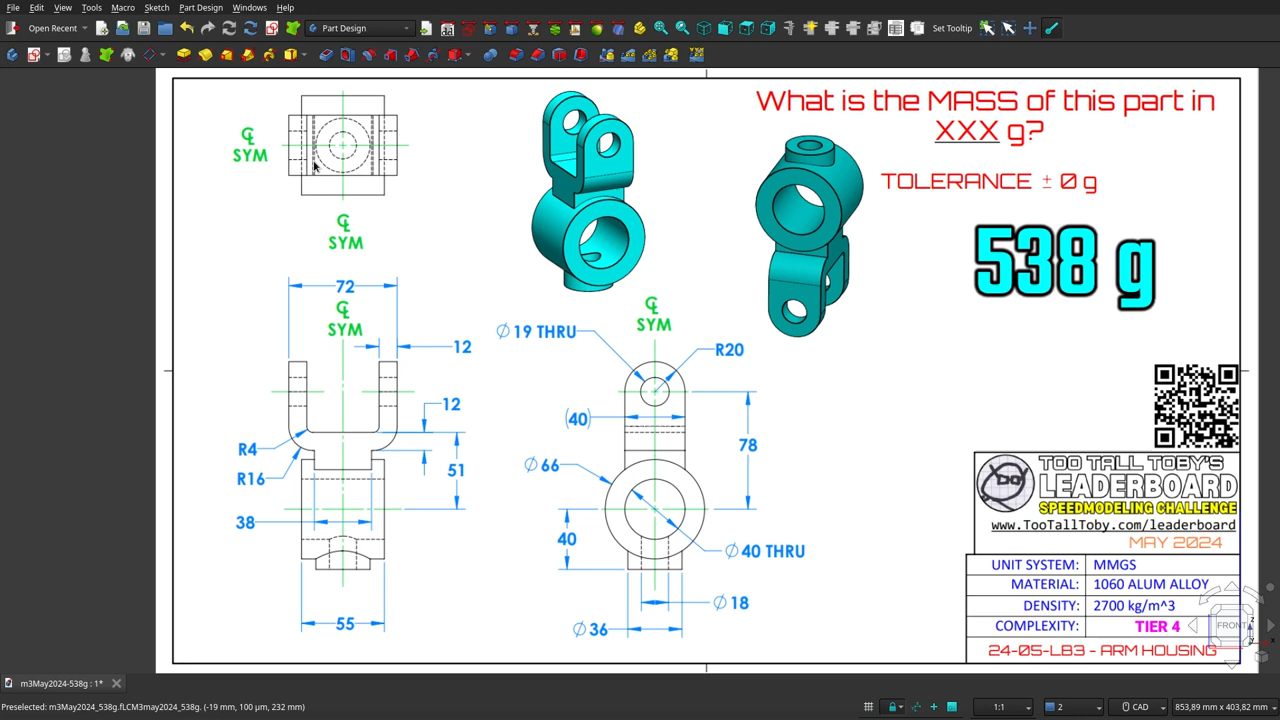 File Edit View Tools Macro Sketch Part Design Windows Help
Open Recent Part Design Set Tooltip
What is the MASS of this part in
XXX g?
TOLERANCE ± 0 g
538 g
℄
SYM
℄
SYM
72
℄
SYM
12
12
R4
R16
51
38
55
℄
SYM
∅ 19 THRU
R20
(40)
78
∅ 66
40
∅ 40 THRU
∅ 18
∅ 36
TOO TALL TOBY'S
LEADERBOARD
SPEEDMODELING CHALLENGE
www.TooTallToby.com/leaderboard
MAY 2024
UNIT SYSTEM: MMGS
MATERIAL: 1060 ALUM ALLOY
DENSITY: 2700 kg/m^3
COMPLEXITY: TIER 4
FRONT
24-05-LB3 - ARM HOUSING
m3May2024-538g : 1*
Preselected: m3May2024_538g.fLCM3may2024_538g. (-19 mm, 100 µm, 232 mm)
1:1 2 CAD 853,89 mm x 403,82 mm